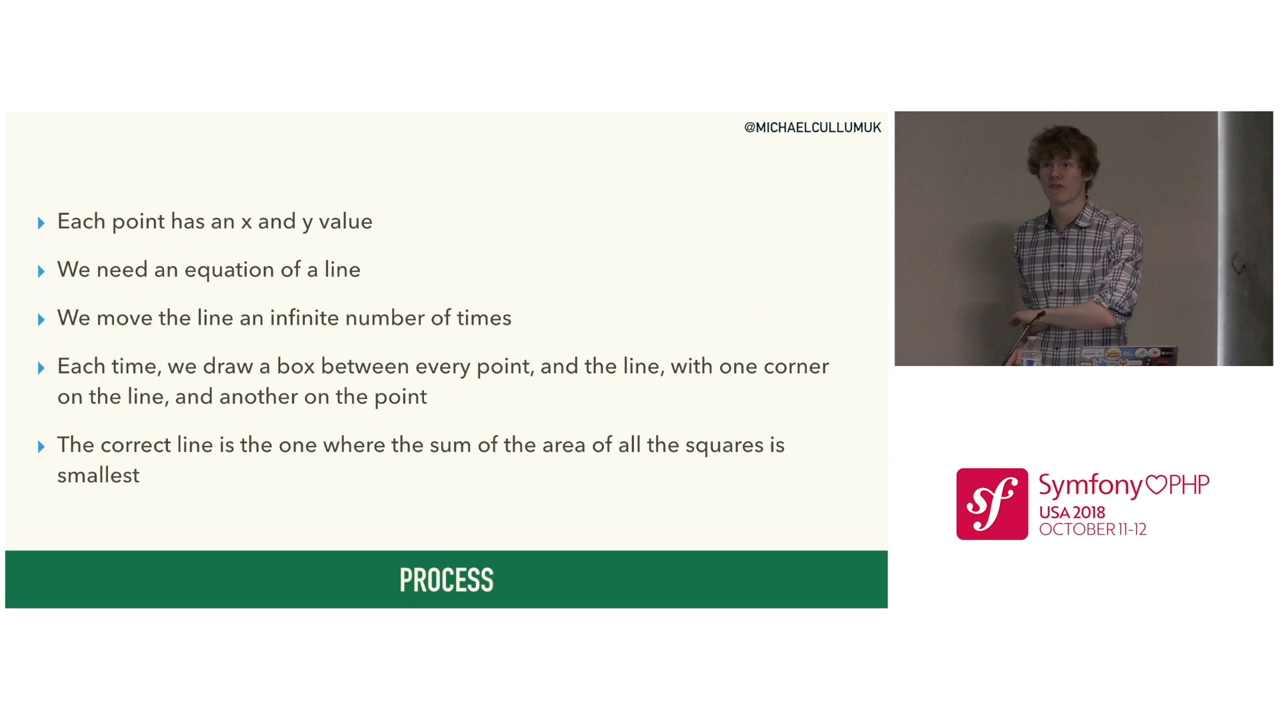 @MICHAELCULLUMUK
Each point has an x and y value
We need an equation of a line
We move the line an infinite number of times
Each time, we draw a box between every point, and the line, with one corner
on the line, and another on the point
The correct line is the one where the sum of the area of all the squares is
smallest
PROCESS
sf
Symfony♡PHP
USA 2018
OCTOBER 11-12